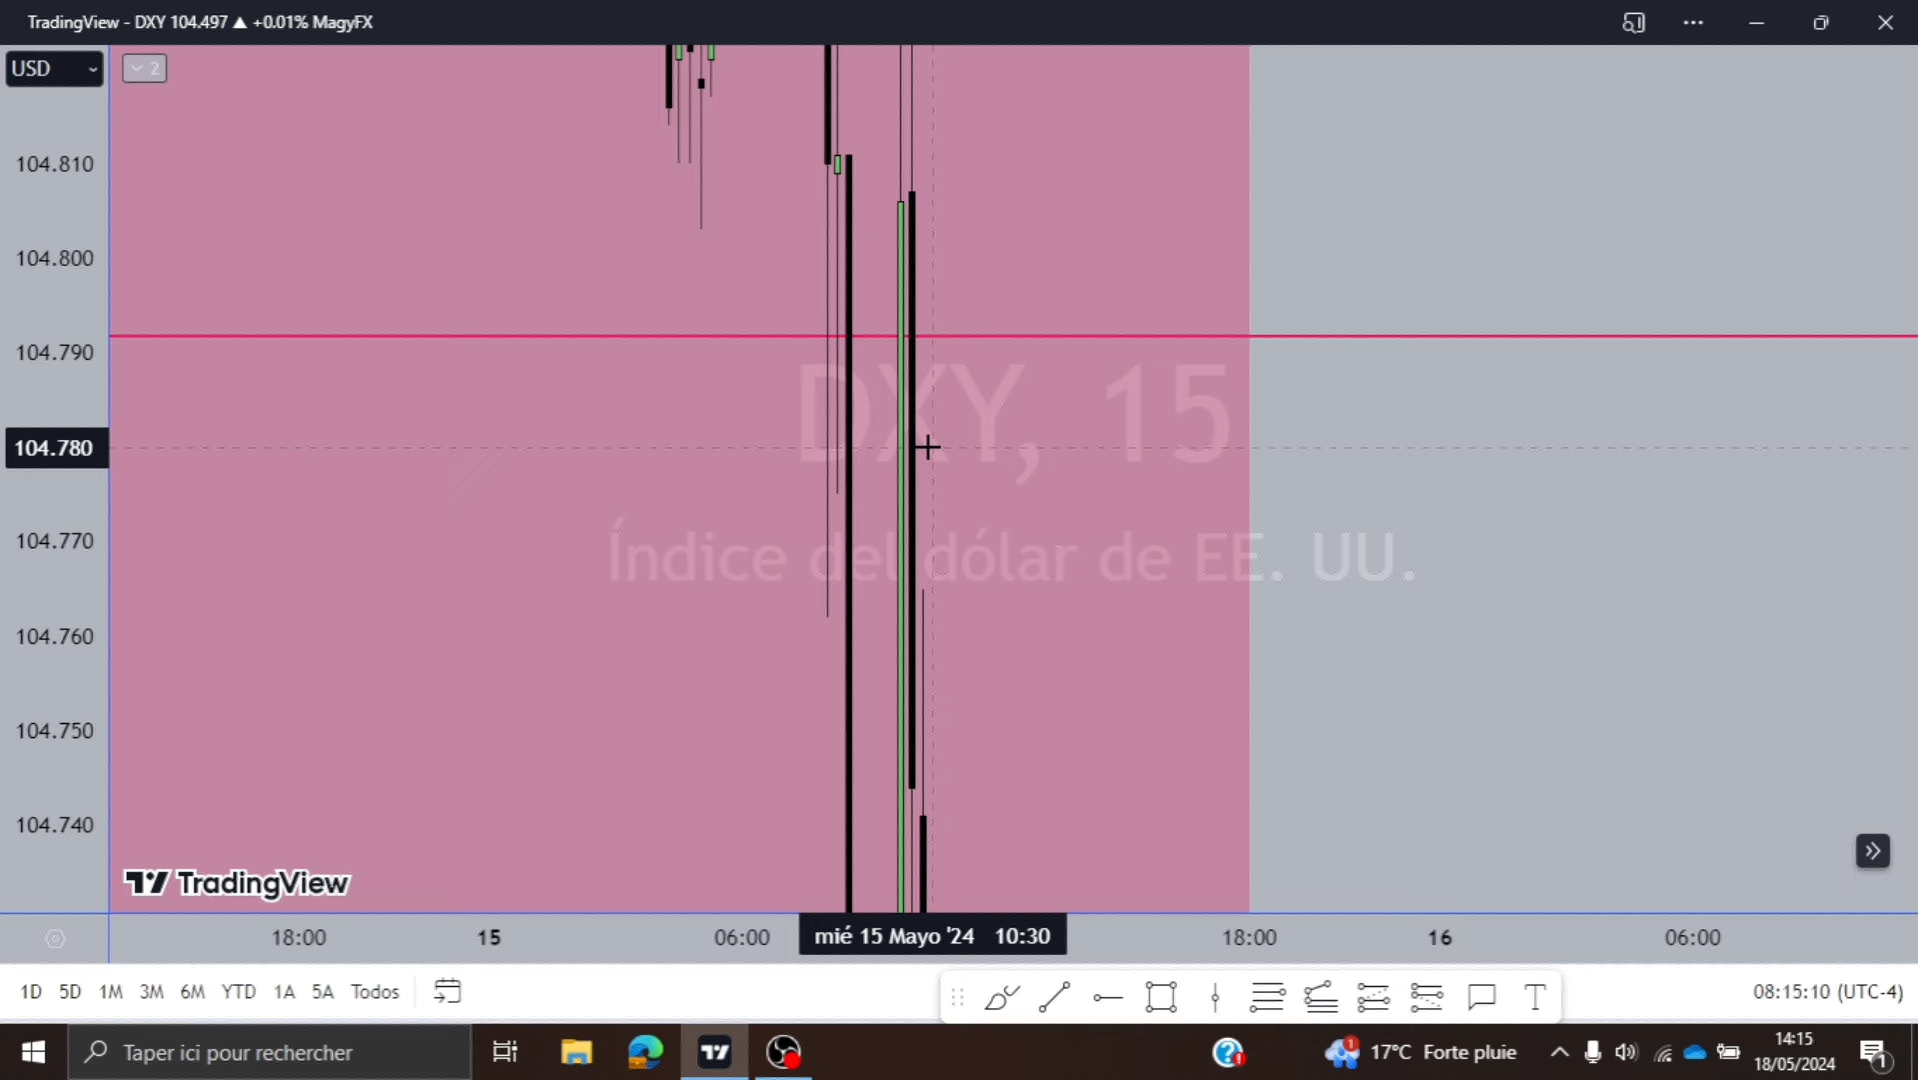 TradingView - DXY 104.497 ▲ +0.01% MagyFX
USD
2
104.810
104.800
104.790
104.780
104.770
104.760
104.750
104.740
DXY, 15
Índice del dólar de EE. UU.
TradingView
18:00
15
06:00
mié 15 Mayo '24 10:30
18:00
16
06:00
1D 5D 1M 3M 6M YTD 1A 5A Todos
T
08:15:10 (UTC-4)
Taper ici pour rechercher
1
17°C Forte pluie
14:15
18/05/2024
1